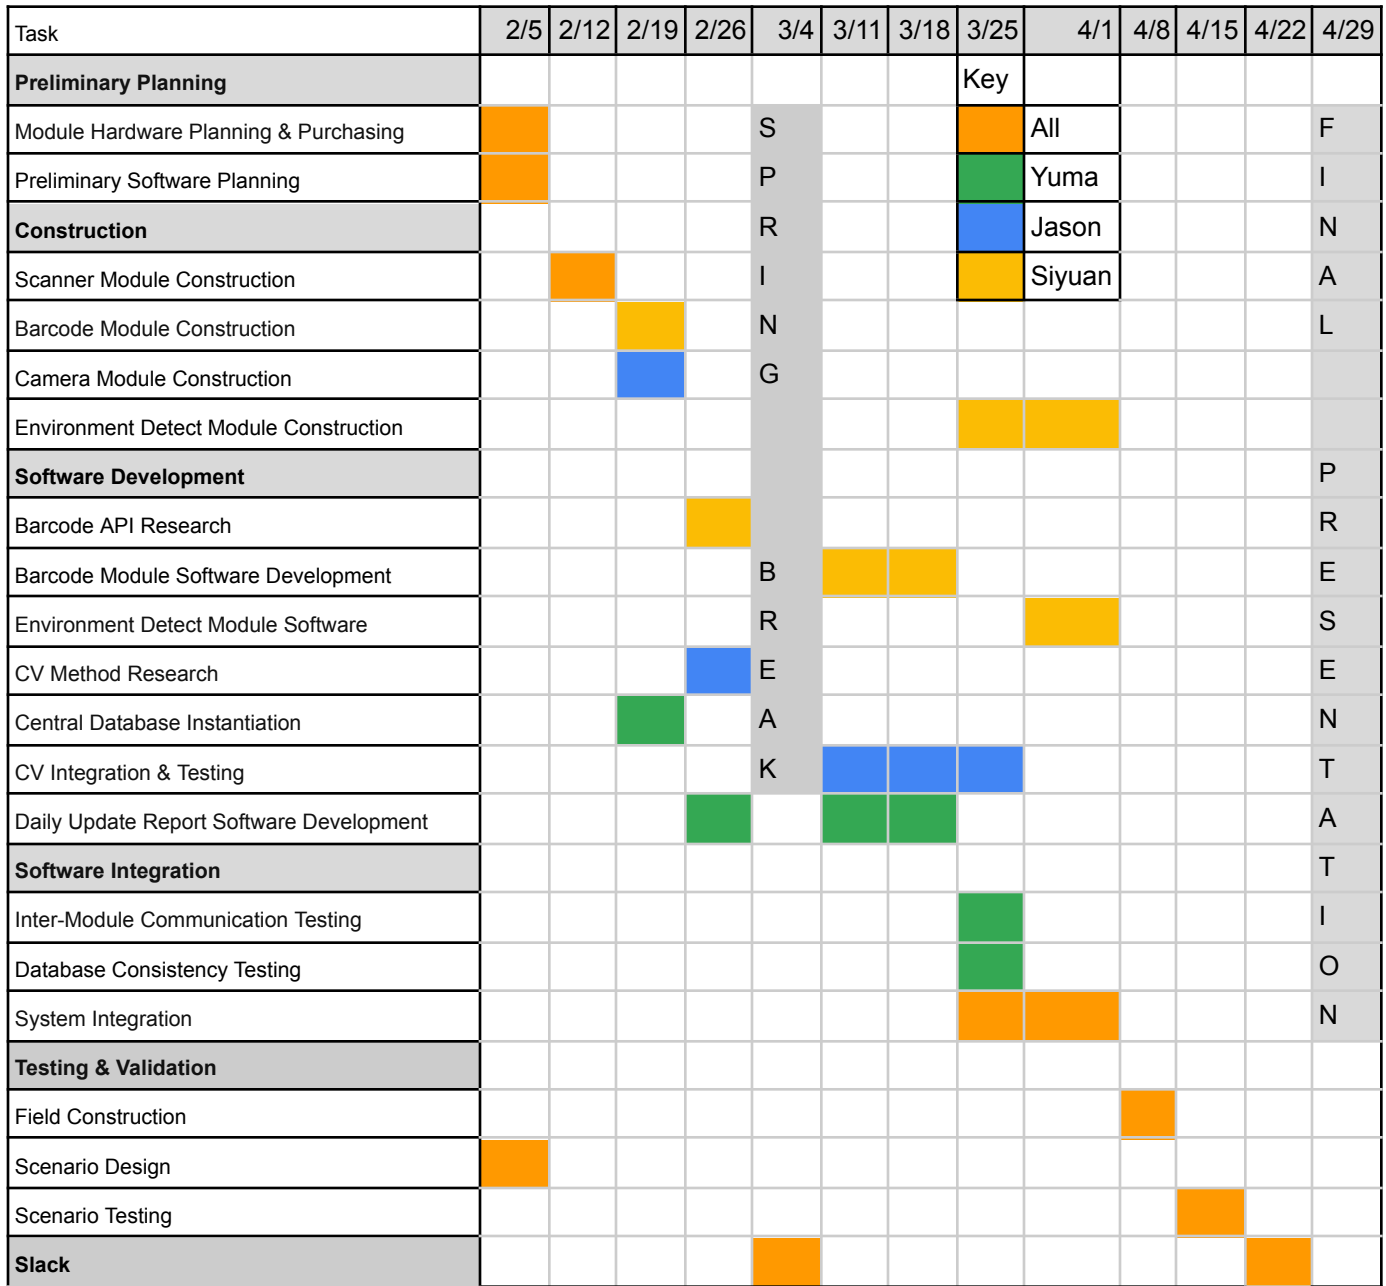 Task 2/5 2/12 2/19 2/26 3/4 3/11 3/18 3/25 4/1 4/8 4/15 4/22 4/29
Preliminary Planning Key
Module Hardware Planning & Purchasing S All F
Preliminary Software Planning P Yuma I
Construction R Jason N
Scanner Module Construction I Siyuan A
Barcode Module Construction N L
Camera Module Construction G
Environment Detect Module Construction
Software Development P
Barcode API Research R
Barcode Module Software Development B E
Environment Detect Module Software R S
CV Method Research E E
Central Database Instantiation A N
CV Integration & Testing K T
Daily Update Report Software Development A
Software Integration T
Inter-Module Communication Testing I
Database Consistency Testing O
System Integration N
Testing & Validation
Field Construction
Scenario Design
Scenario Testing
Slack